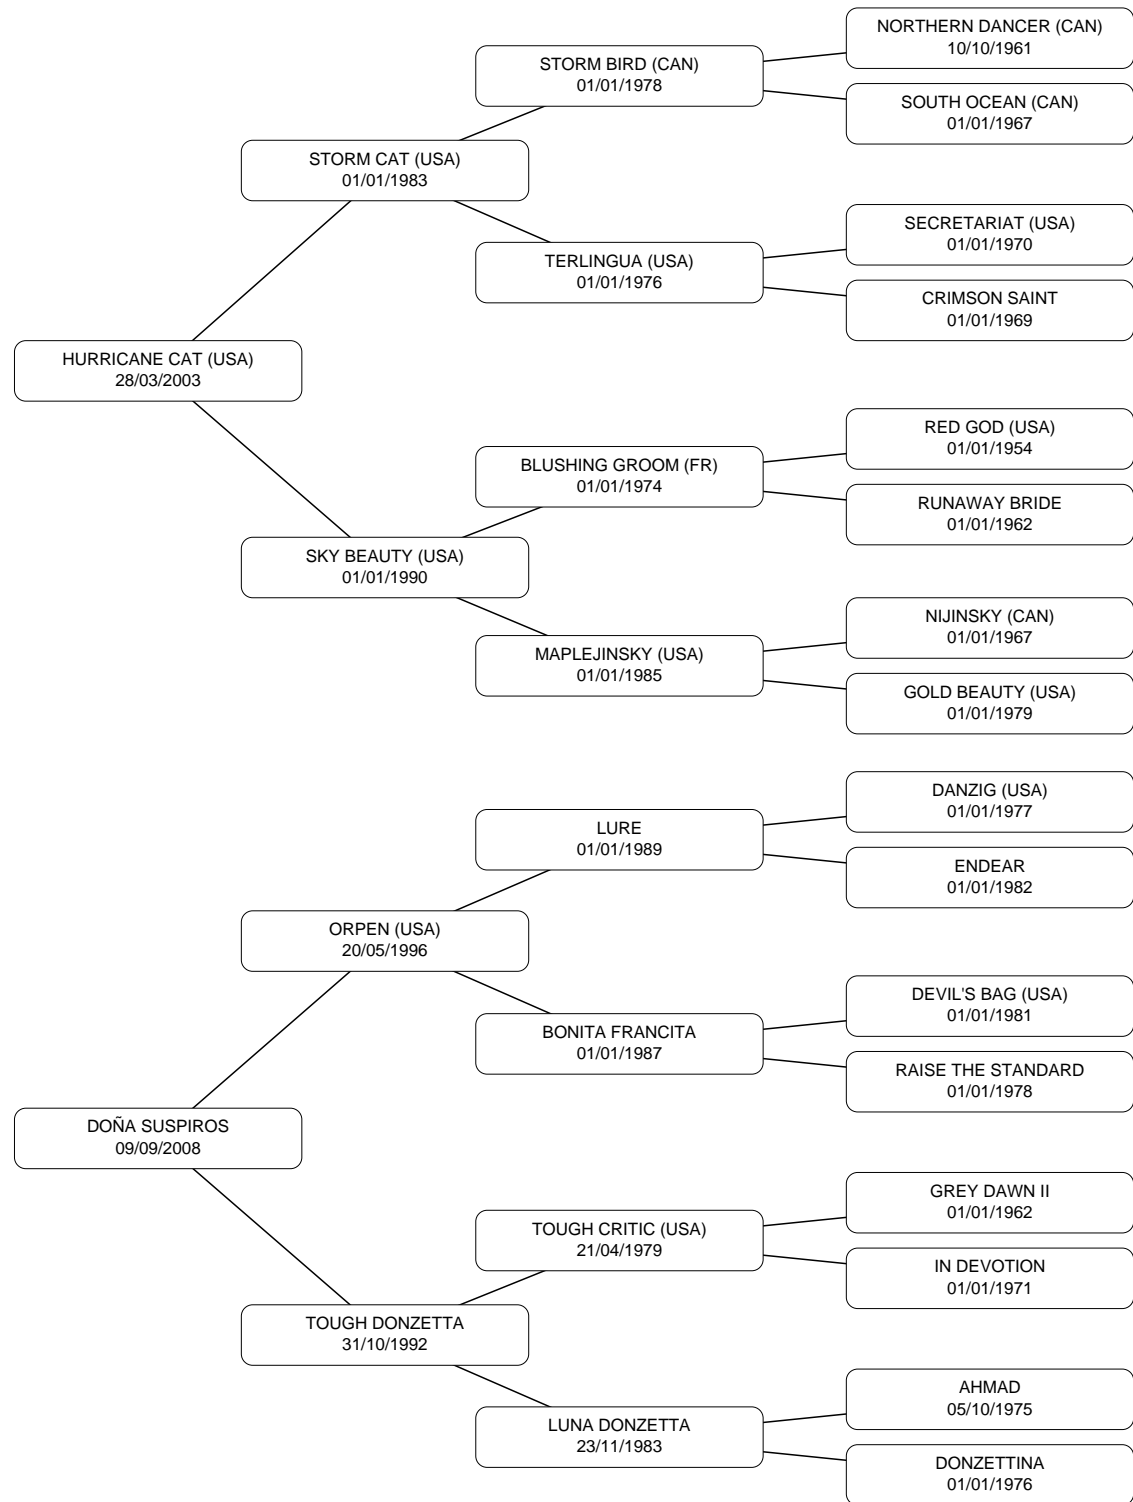 NORTHERN DANCER (CAN)
10/10/1961
STORM BIRD (CAN)
01/01/1978
SOUTH OCEAN (CAN)
01/01/1967
STORM CAT (USA)
01/01/1983
SECRETARIAT (USA)
01/01/1970
TERLINGUA (USA)
01/01/1976
CRIMSON SAINT
01/01/1969
HURRICANE CAT (USA)
28/03/2003
RED GOD (USA)
01/01/1954
BLUSHING GROOM (FR)
01/01/1974
RUNAWAY BRIDE
01/01/1962
SKY BEAUTY (USA)
01/01/1990
NIJINSKY (CAN)
01/01/1967
MAPLEJINSKY (USA)
01/01/1985
GOLD BEAUTY (USA)
01/01/1979
DANZIG (USA)
01/01/1977
LURE
01/01/1989
ENDEAR
01/01/1982
ORPEN (USA)
20/05/1996
DEVIL'S BAG (USA)
01/01/1981
BONITA FRANCITA
01/01/1987
RAISE THE STANDARD
01/01/1978
DOÑA SUSPIROS
09/09/2008
GREY DAWN II
01/01/1962
TOUGH CRITIC (USA)
21/04/1979
IN DEVOTION
01/01/1971
TOUGH DONZETTA
31/10/1992
AHMAD
05/10/1975
LUNA DONZETTA
23/11/1983
DONZETTINA
01/01/1976